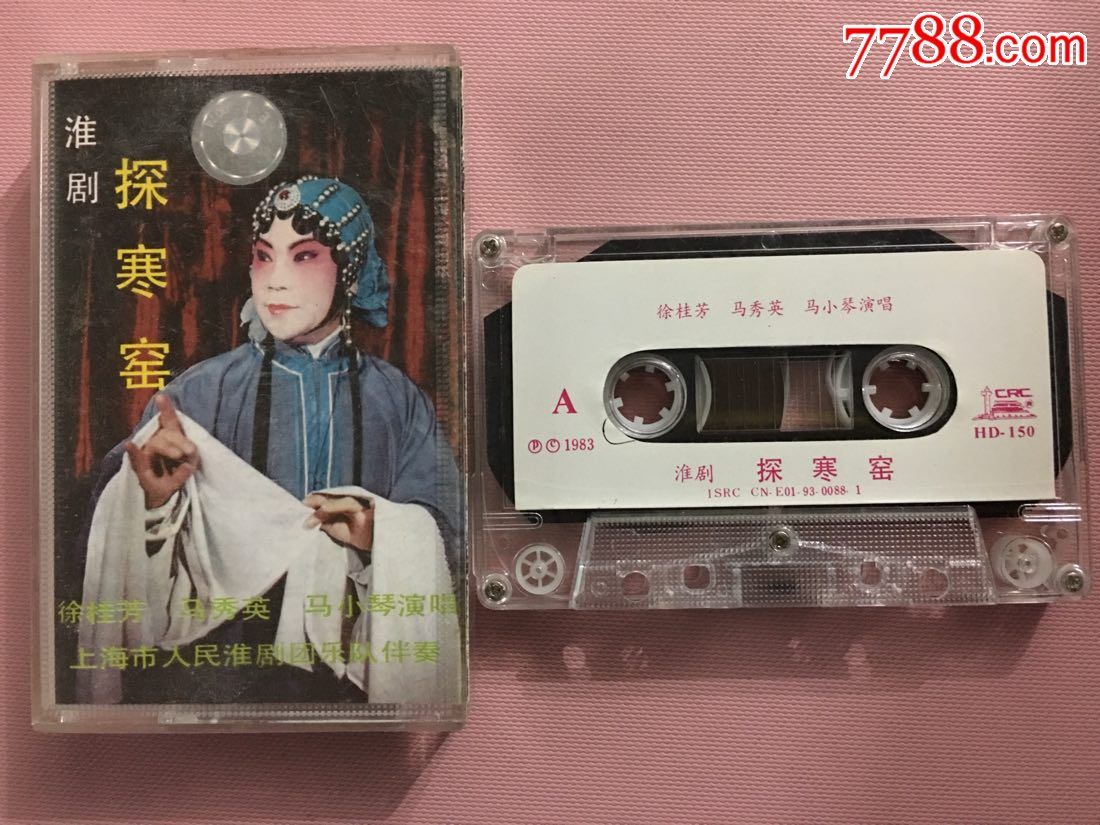 7788.com
淮剧
探寒窑
徐桂芳 马秀英 马小琴演唱
上海市人民淮剧团乐队伴奏
徐桂芳 马秀英 马小琴演唱
A
Ⓟ Ⓒ 1983
CRC
HD-150
淮剧 探寒窑
ISRC CN-E01-93-0088-1